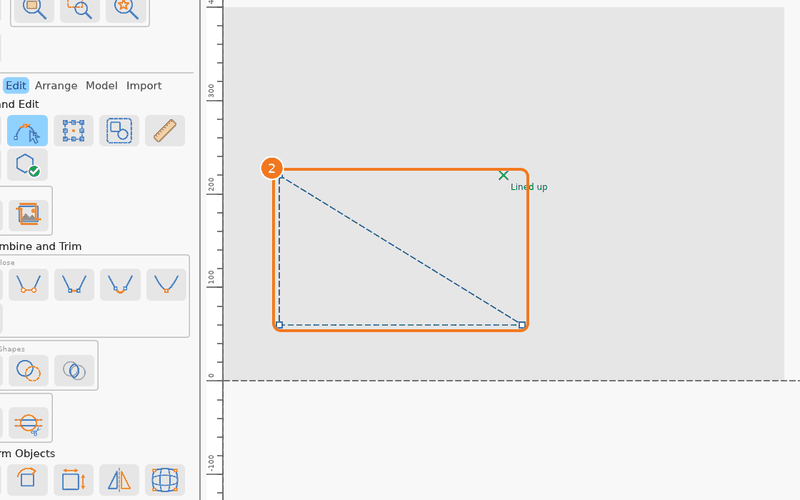 Edit Arrange Model Import
and Edit
mbine and Trim
lose
Shapes
rm Objects
300
200
100
0
-100
2
Lined up